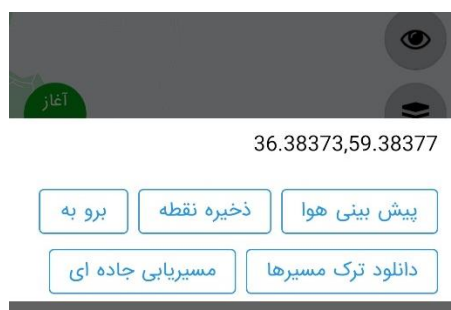 آغاز
36.38373,59.38377
پیش بینی هوا ذخیره نقطه برو به
دانلود ترک مسیرها مسیریابی جاده ای